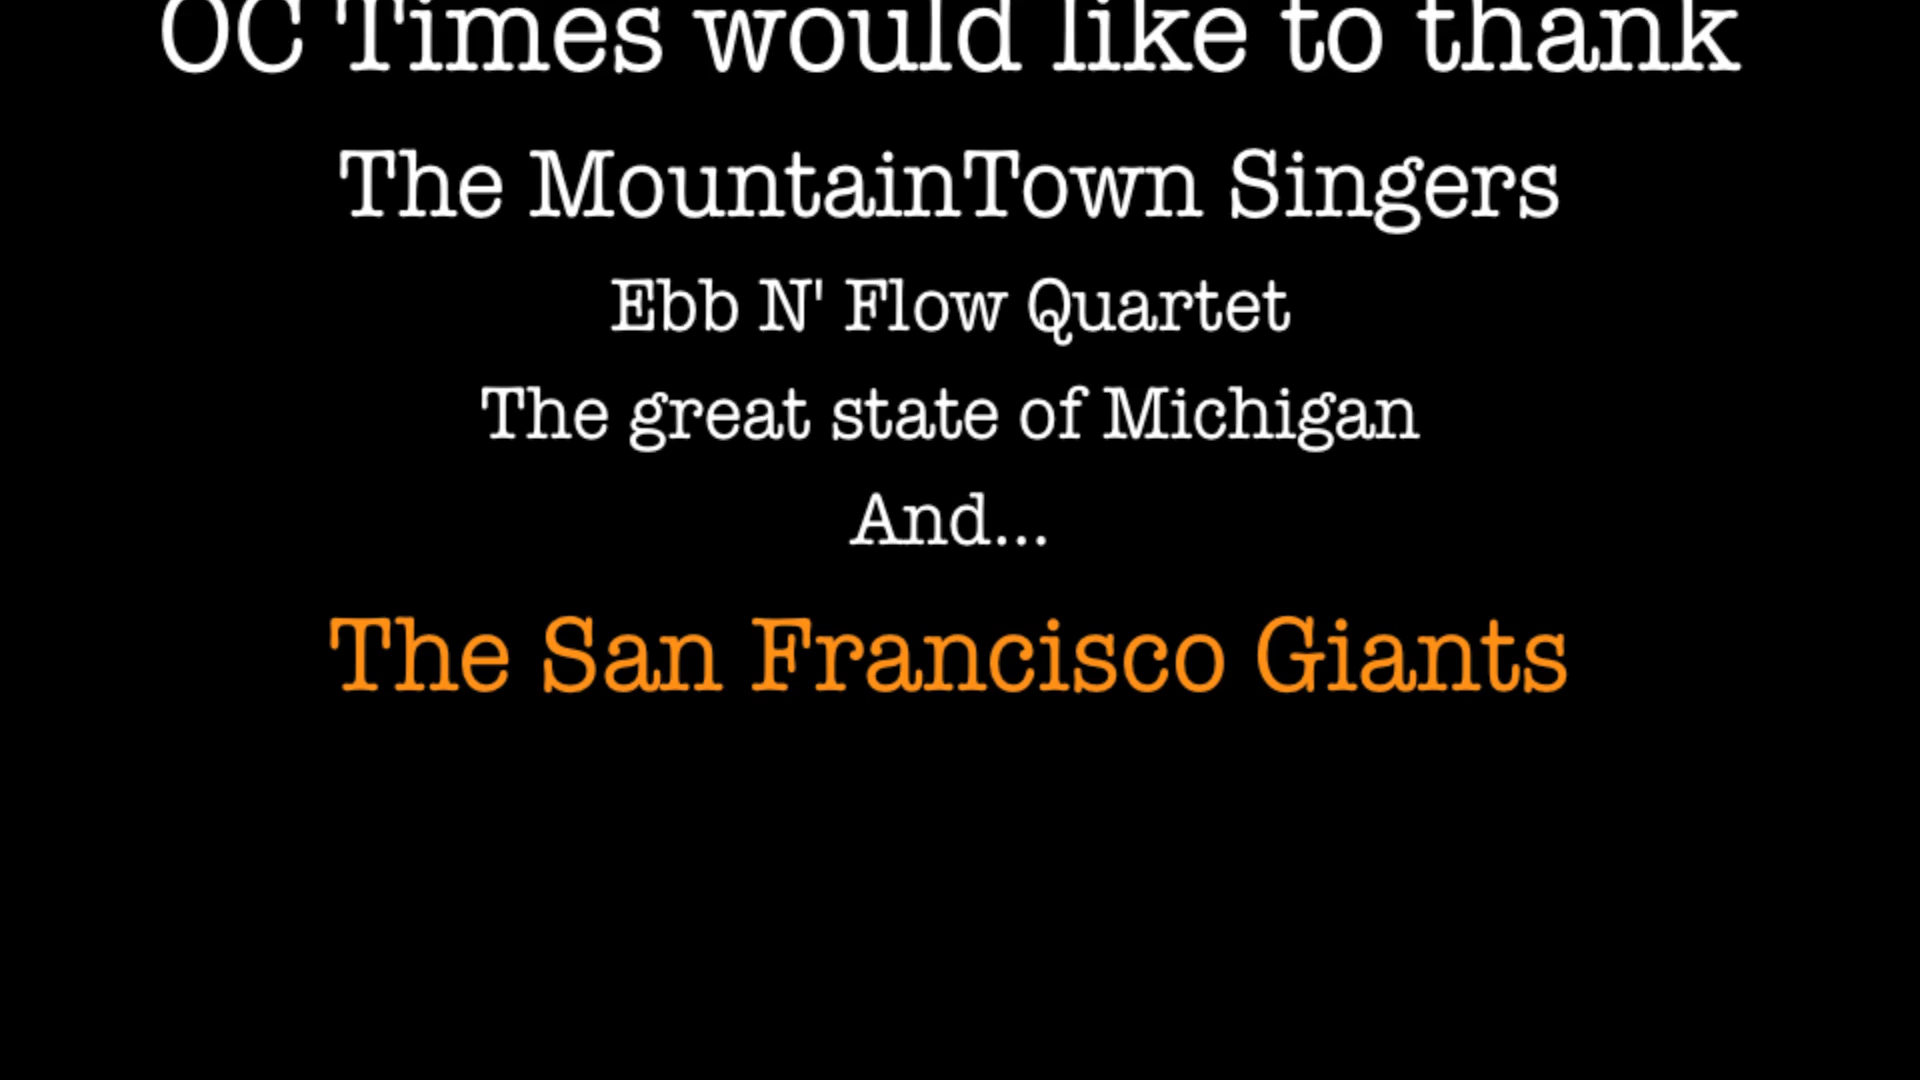 OC Times would like to thank
The MountainTown Singers
Ebb N' Flow Quartet
The great state of Michigan
And...
The San Francisco Giants